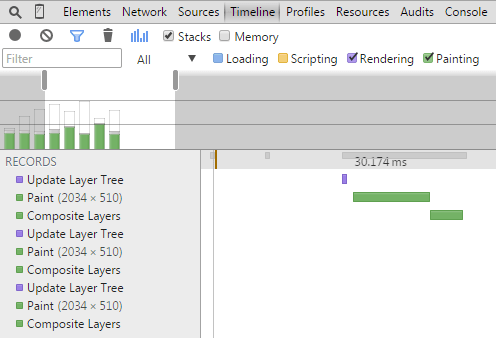 Elements Network Sources Timeline Profiles Resources Audits Console
Stacks Memory
Filter All Loading Scripting Rendering Painting
30.174 ms
RECORDS
Update Layer Tree
Paint (2034 × 510)
Composite Layers
Update Layer Tree
Paint (2034 × 510)
Composite Layers
Update Layer Tree
Paint (2034 × 510)
Composite Layers